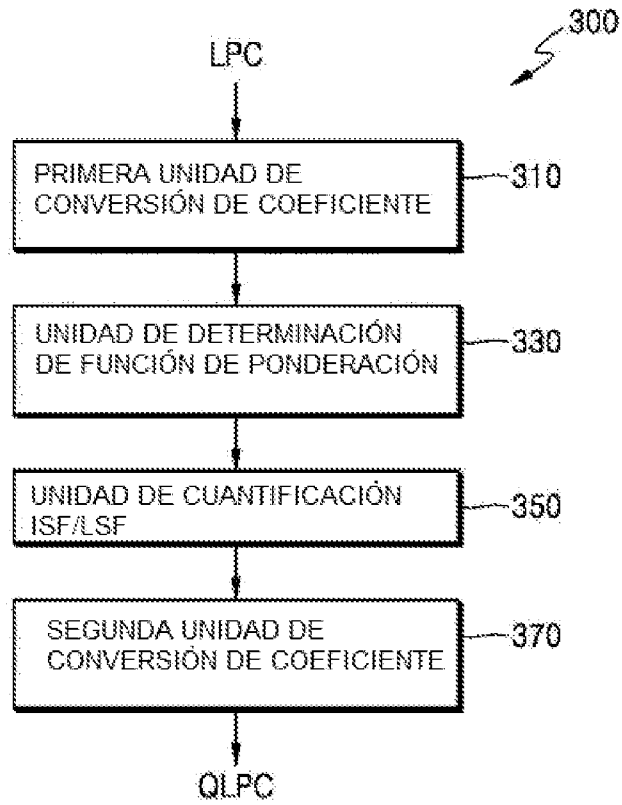 300
LPC
PRIMERA UNIDAD DE
CONVERSIÓN DE COEFICIENTE
310
UNIDAD DE DETERMINACIÓN
DE FUNCIÓN DE PONDERACIÓN
330
UNIDAD DE CUANTIFICACIÓN
ISF/LSF
350
SEGUNDA UNIDAD DE
CONVERSIÓN DE COEFICIENTE
370
QLPC